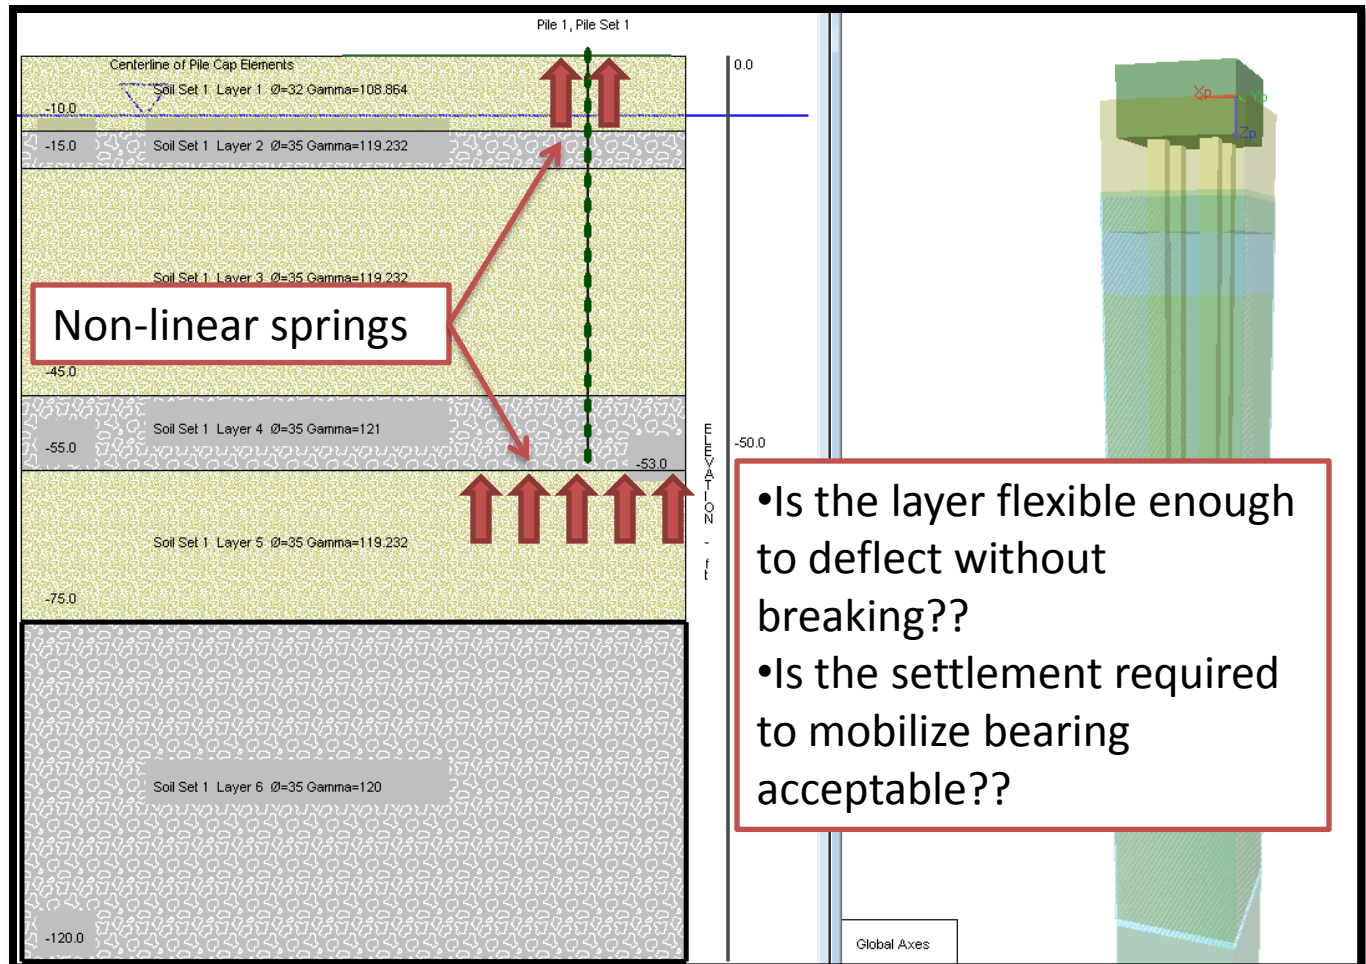 Pile 1, Pile Set 1
Centerline of Pile Cap Elements
0.0
Soil Set 1 Layer 1 Ø=32 Gamma=108.864
-10.0
-15.0
Soil Set 1 Layer 2 Ø=35 Gamma=119.232
Soil Set 1 Layer 3 Ø=35 Gamma=119.232
Non-linear springs
-45.0
Soil Set 1 Layer 4 Ø=35 Gamma=121
-55.0
-53.0
-50.0
ELEVATION - ft
Soil Set 1 Layer 5 Ø=35 Gamma=119.232
-75.0
Soil Set 1 Layer 6 Ø=35 Gamma=120
-120.0
Xp
Yp
Zp
•Is the layer flexible enough
to deflect without
breaking??
•Is the settlement required
to mobilize bearing
acceptable??
Global Axes